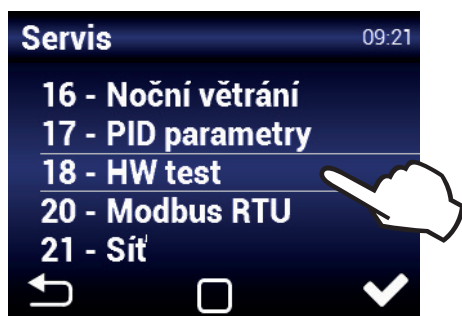 Servis 09:21
16 - Noční větrání
17 - PID parametry
18 - HW test
20 - Modbus RTU
21 - Síť